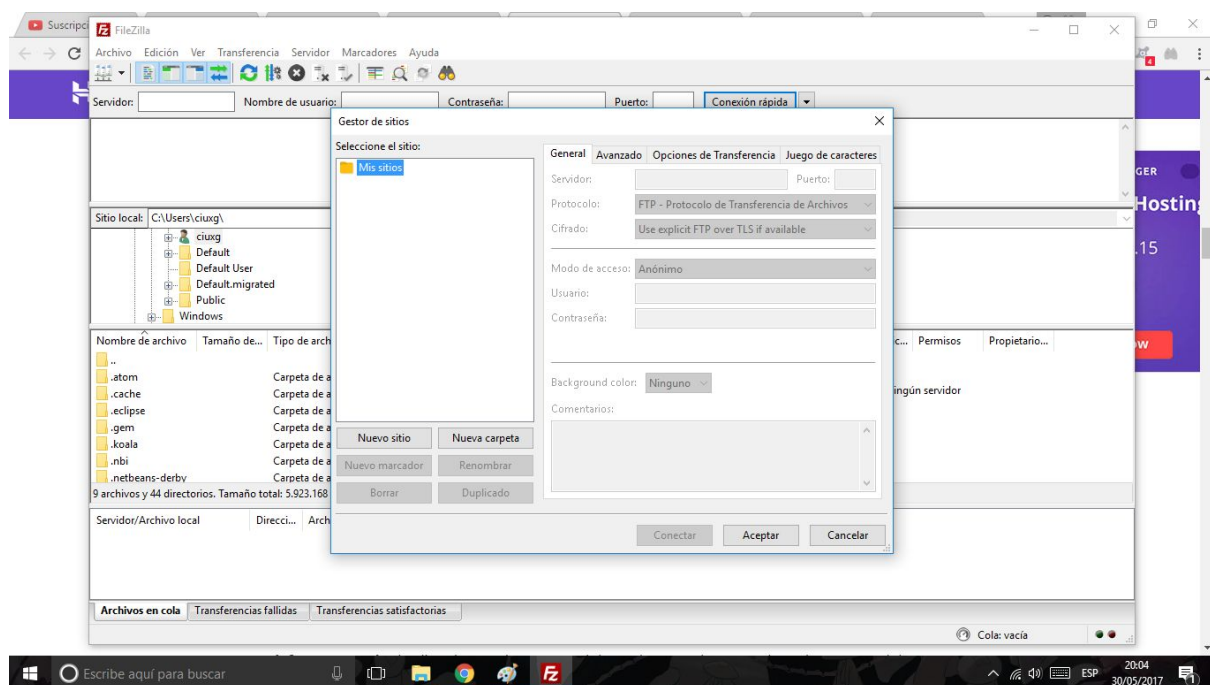 Suscripci
FileZilla
Archivo Edición Ver Transferencia Servidor Marcadores Ayuda
Servidor: Nombre de usuario: Contraseña: Puerto: Conexión rápida
Gestor de sitios
Seleccione el sitio:
Mis sitios
Nuevo sitio Nueva carpeta
Nuevo marcador Renombrar
Borrar Duplicado
General Avanzado Opciones de Transferencia Juego de caracteres
Servidor: Puerto:
Protocolo: FTP - Protocolo de Transferencia de Archivos
Cifrado: Use explicit FTP over TLS if available
Modo de acceso: Anónimo
Usuario:
Contraseña:
Background color: Ninguno
Comentarios:
Conectar Aceptar Cancelar
Sitio local: C:\Users\ciuxg\
ciuxg
Default
Default User
Default.migrated
Public
Windows
Nombre de archivo Tamaño de... Tipo de arch
..
.atom Carpeta de a
.cache Carpeta de a
.eclipse Carpeta de a
.gem Carpeta de a
.koala Carpeta de a
.nbi Carpeta de a
.netbeans-derby Carpeta de a
9 archivos y 44 directorios. Tamaño total: 5.923.168
c... Permisos Propietario...
ingún servidor
Servidor/Archivo local Direcci... Arch
Archivos en cola Transferencias fallidas Transferencias satisfactorias
Cola: vacía
4
GER
Hosting
.15
OW
Escribe aquí para buscar
ESP
20:04
30/05/2017
1